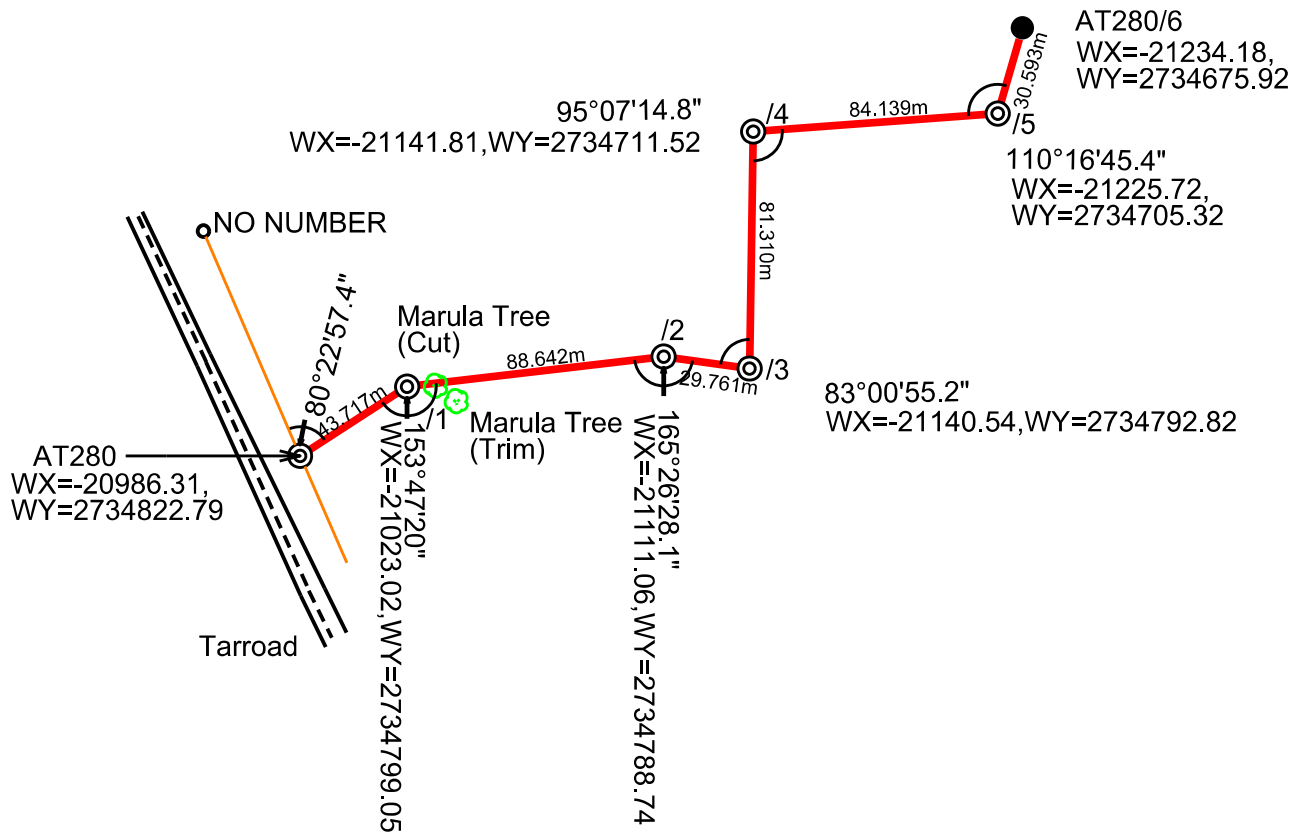 AT280/6
WX=-21234.18,
WY=2734675.92
30.593m
84.139m
95°07'14.8"
/4
WX=-21141.81,WY=2734711.52
/5
110°16'45.4"
WX=-21225.72,
WY=2734705.32
NO NUMBER
81.310m
80°22'57.4"
Marula Tree
(Cut)
/2
88.642m
29.761m
/3
43.717m
/1
Marula Tree
(Trim)
83°00'55.2"
WX=-21140.54,WY=2734792.82
AT280
WX=-20986.31,
WY=2734822.79
153°47'20"
WX=-21023.02,WY=2734799.05
165°26'28.1"
WX=-21111.06,WY=2734788.74
Tarroad